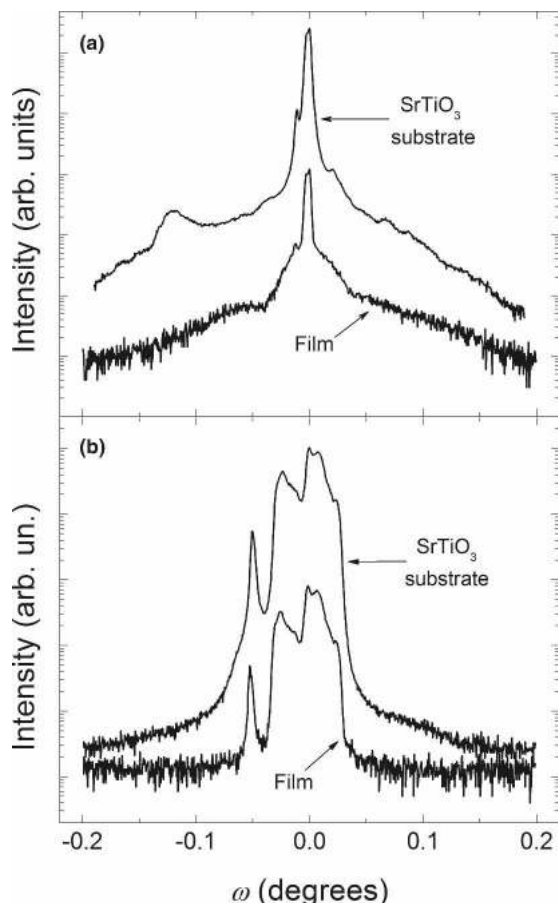 (a)
SrTiO₃
substrate
Film
Intensity (arb. units)
(b)
SrTiO₃
substrate
Film
Intensity (arb. un.)
-0.2 -0.1 0.0 0.1 0.2
ω (degrees)